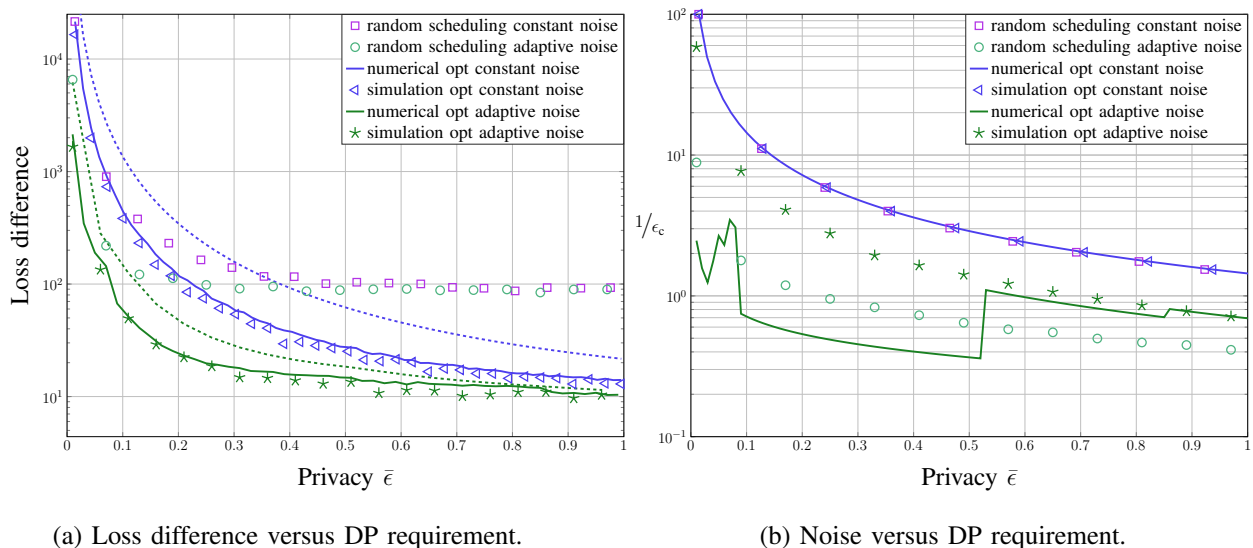 random scheduling constant noise
random scheduling adaptive noise
numerical opt constant noise
simulation opt constant noise
numerical opt adaptive noise
simulation opt adaptive noise
Loss difference
10^4
10^3
10^2
10^1
0 0.1 0.2 0.3 0.4 0.5 0.6 0.7 0.8 0.9 1
Privacy ε̄
(a) Loss difference versus DP requirement.
random scheduling constant noise
random scheduling adaptive noise
numerical opt constant noise
simulation opt constant noise
numerical opt adaptive noise
simulation opt adaptive noise
1/ϵ_c
10^2
10^1
10^0
10^−1
0 0.1 0.2 0.3 0.4 0.5 0.6 0.7 0.8 0.9 1
Privacy ε̄
(b) Noise versus DP requirement.